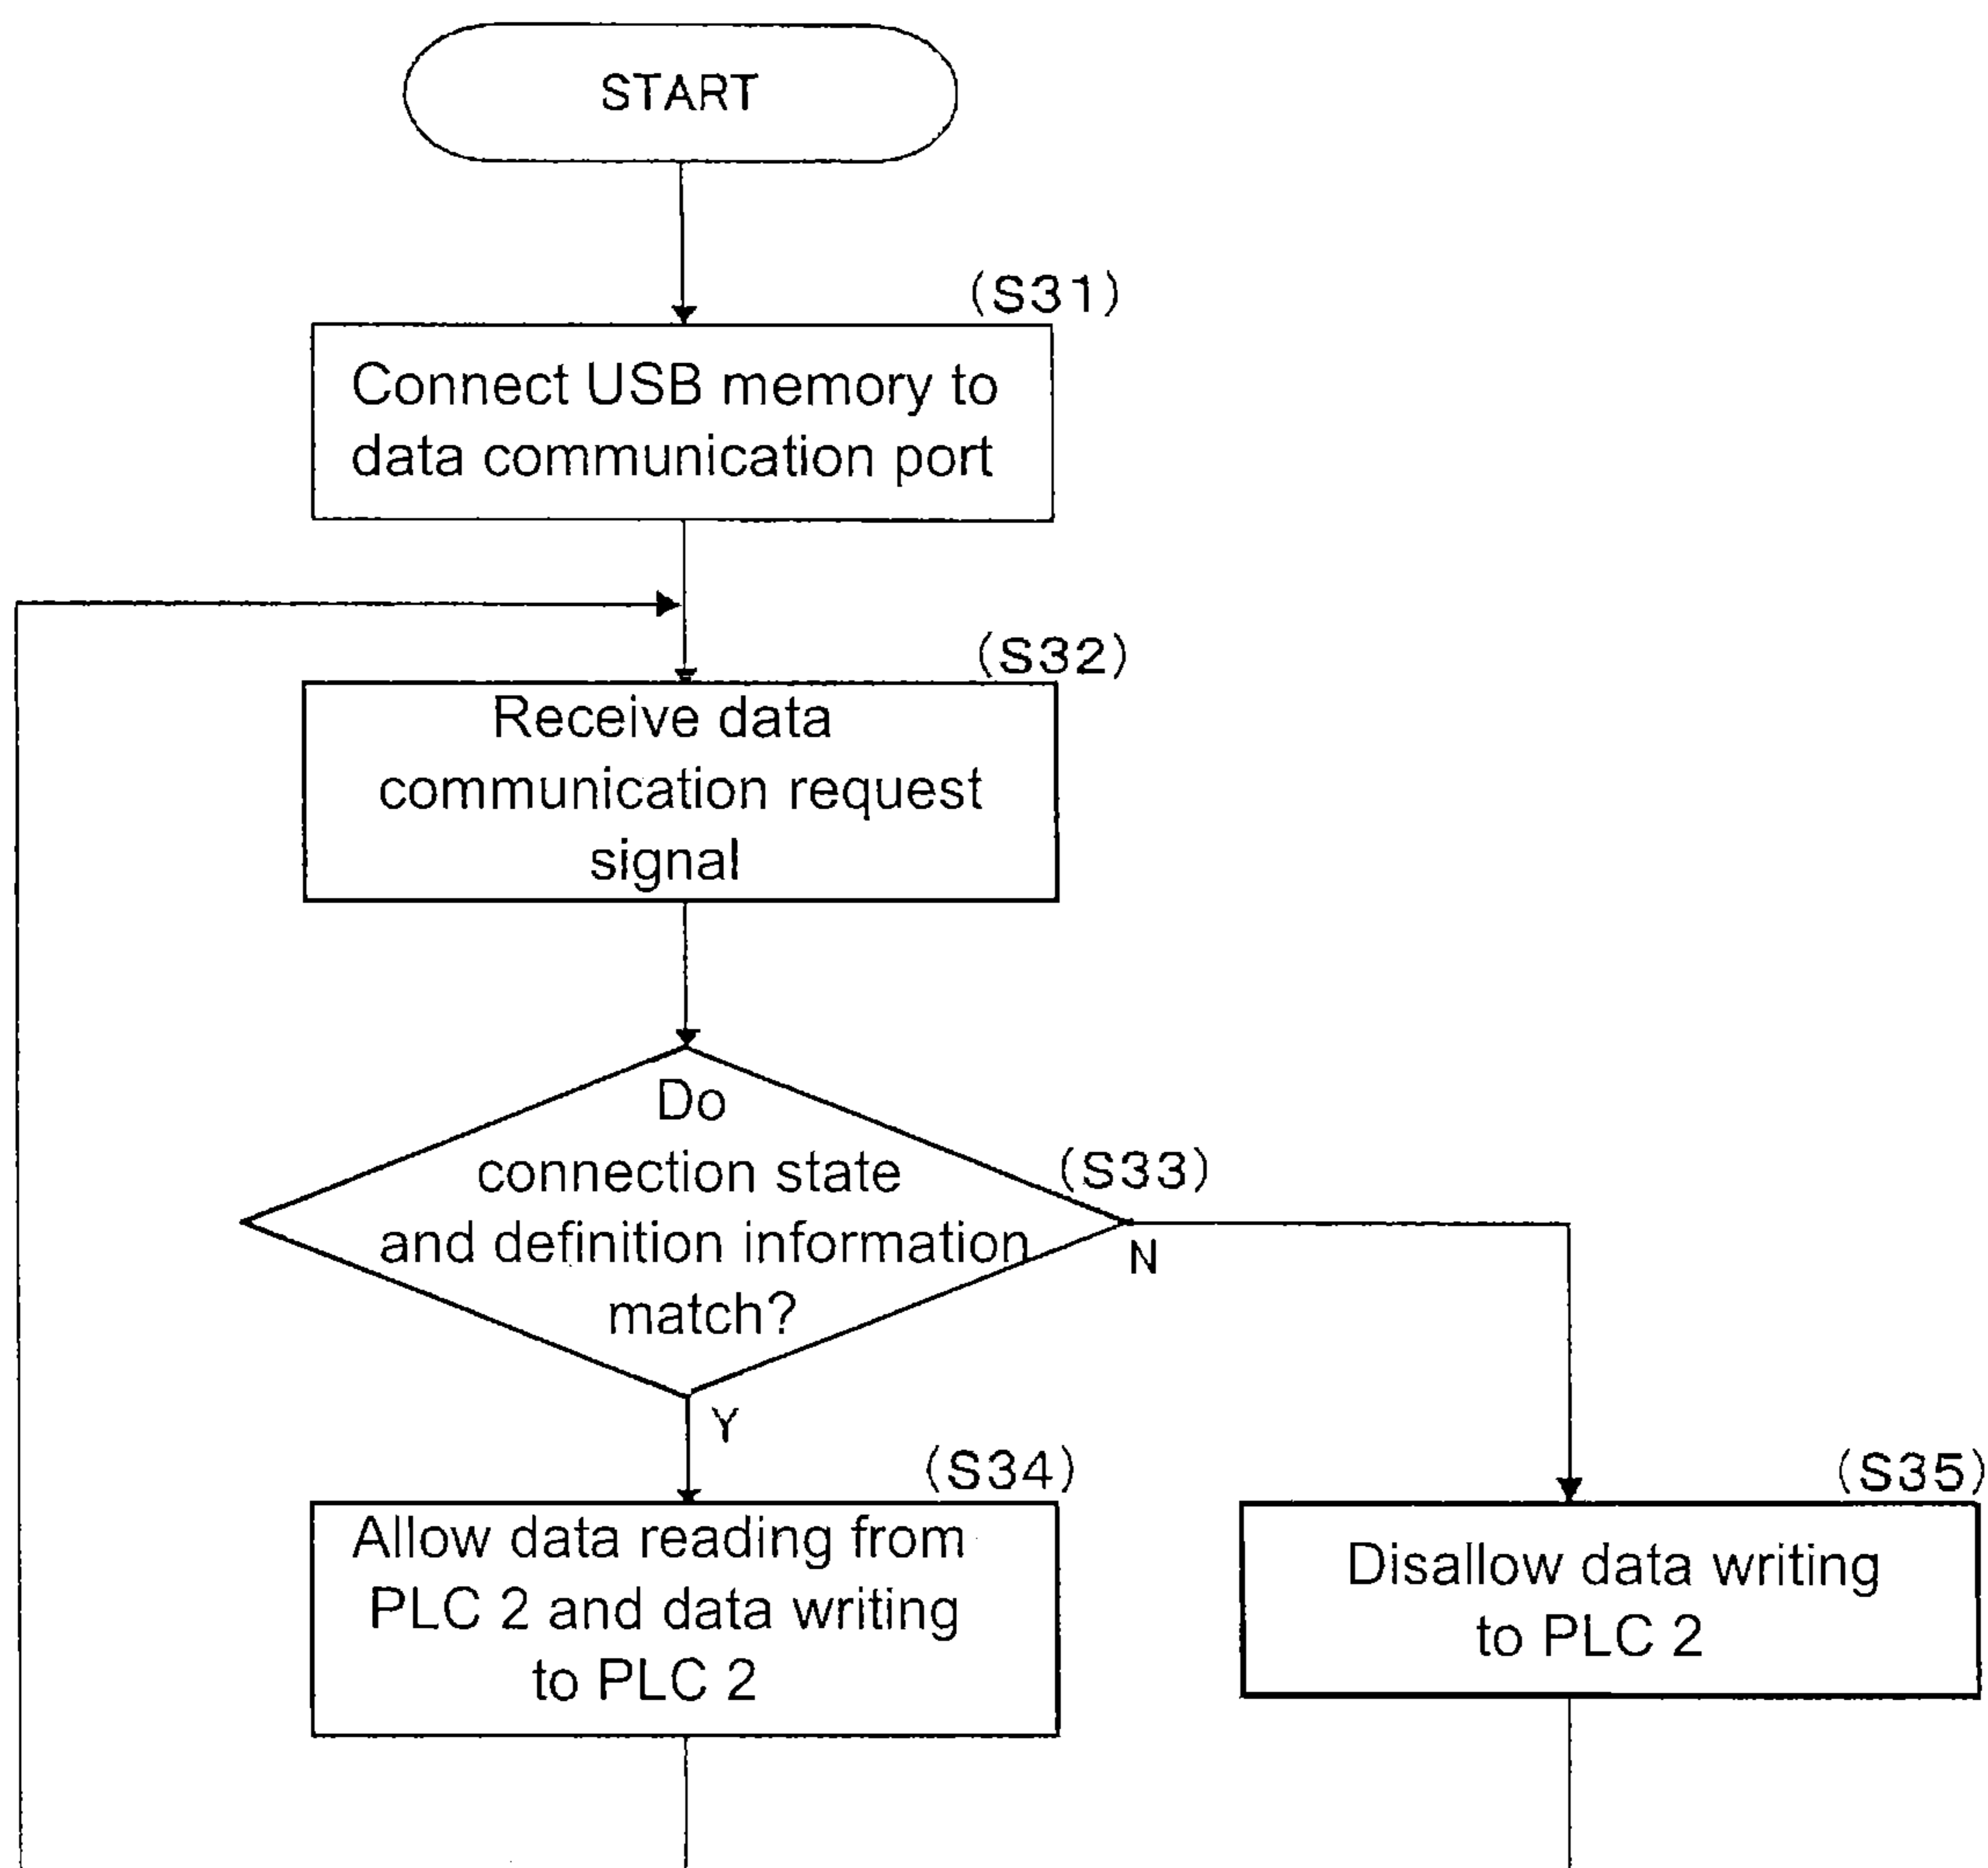 START
(S31)
Connect USB memory to
data communication port
(S32)
Receive data
communication request
signal
Do
connection state
and definition information
match?
(S33)
N
Y
(S34)
Allow data reading from
PLC 2 and data writing
to PLC 2
(S35)
Disallow data writing
to PLC 2